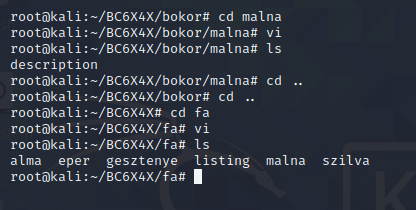 root@kali:~/BC6X4X/bokor# cd malna
root@kali:~/BC6X4X/bokor/malna# vi
root@kali:~/BC6X4X/bokor/malna# ls
description
root@kali:~/BC6X4X/bokor/malna# cd ..
root@kali:~/BC6X4X/bokor# cd ..
root@kali:~/BC6X4X# cd fa
root@kali:~/BC6X4X/fa# vi
root@kali:~/BC6X4X/fa# ls
alma  eper  gesztenye  listing  malna  szilva
root@kali:~/BC6X4X/fa#